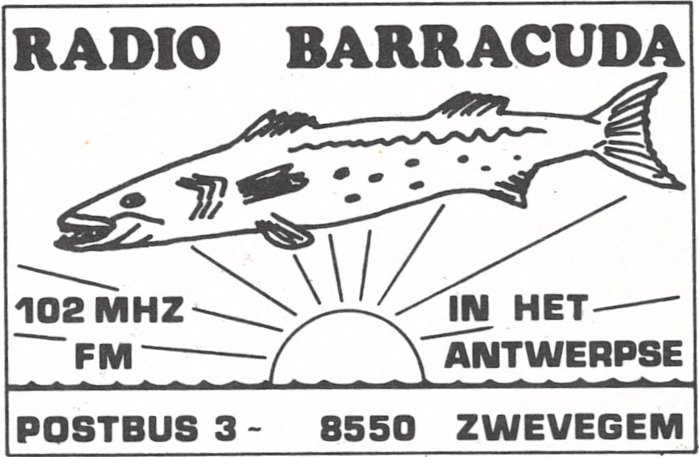 RADIO BARRACUDA
102 MHZ
FM
IN HET
ANTWERPSE
POSTBUS 3 - 8550 ZWEVEGEM